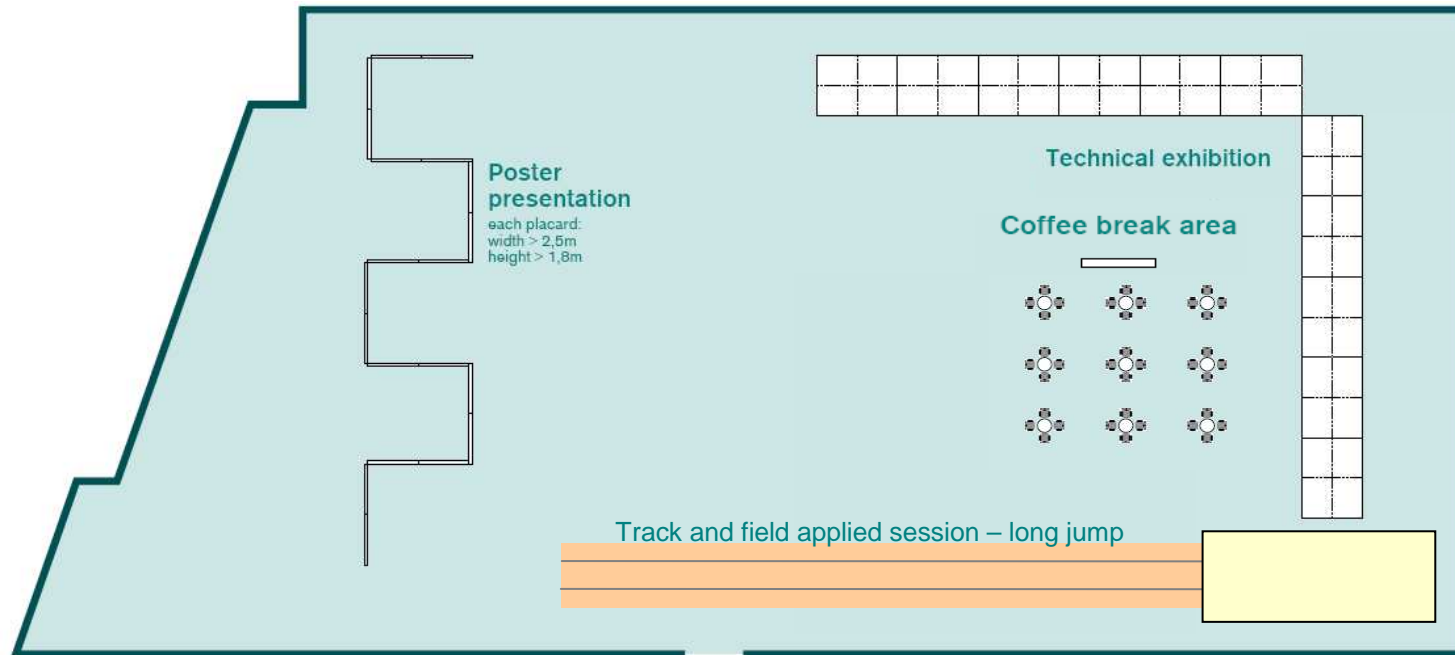 Poster
presentation
each placard:
width > 2,5m
height > 1,8m
Technical exhibition
Coffee break area
Track and field applied session – long jump